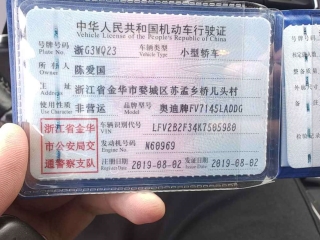 中华人民共和国机动车行驶证
Vehicle License of the People's Republic of China
号牌号码 浙G3WQ23 车辆类型 小型轿车
Plate No. Vehicle Type
所有人 陈爱国
Owner
住址 浙江省金华市婺城区苏孟乡桥儿头村
Address
使用性质 非营运 品牌型号 奥迪牌FV7145LADDG
Use Character Model
浙江省金华市公安局交通警察支队
车辆识别代号 LFV2B2F34K7505980
VIN
发动机号码 N60969
Engine No.
注册日期 2019-08-02 发证日期 2019-08-02
Register Date Issue Date